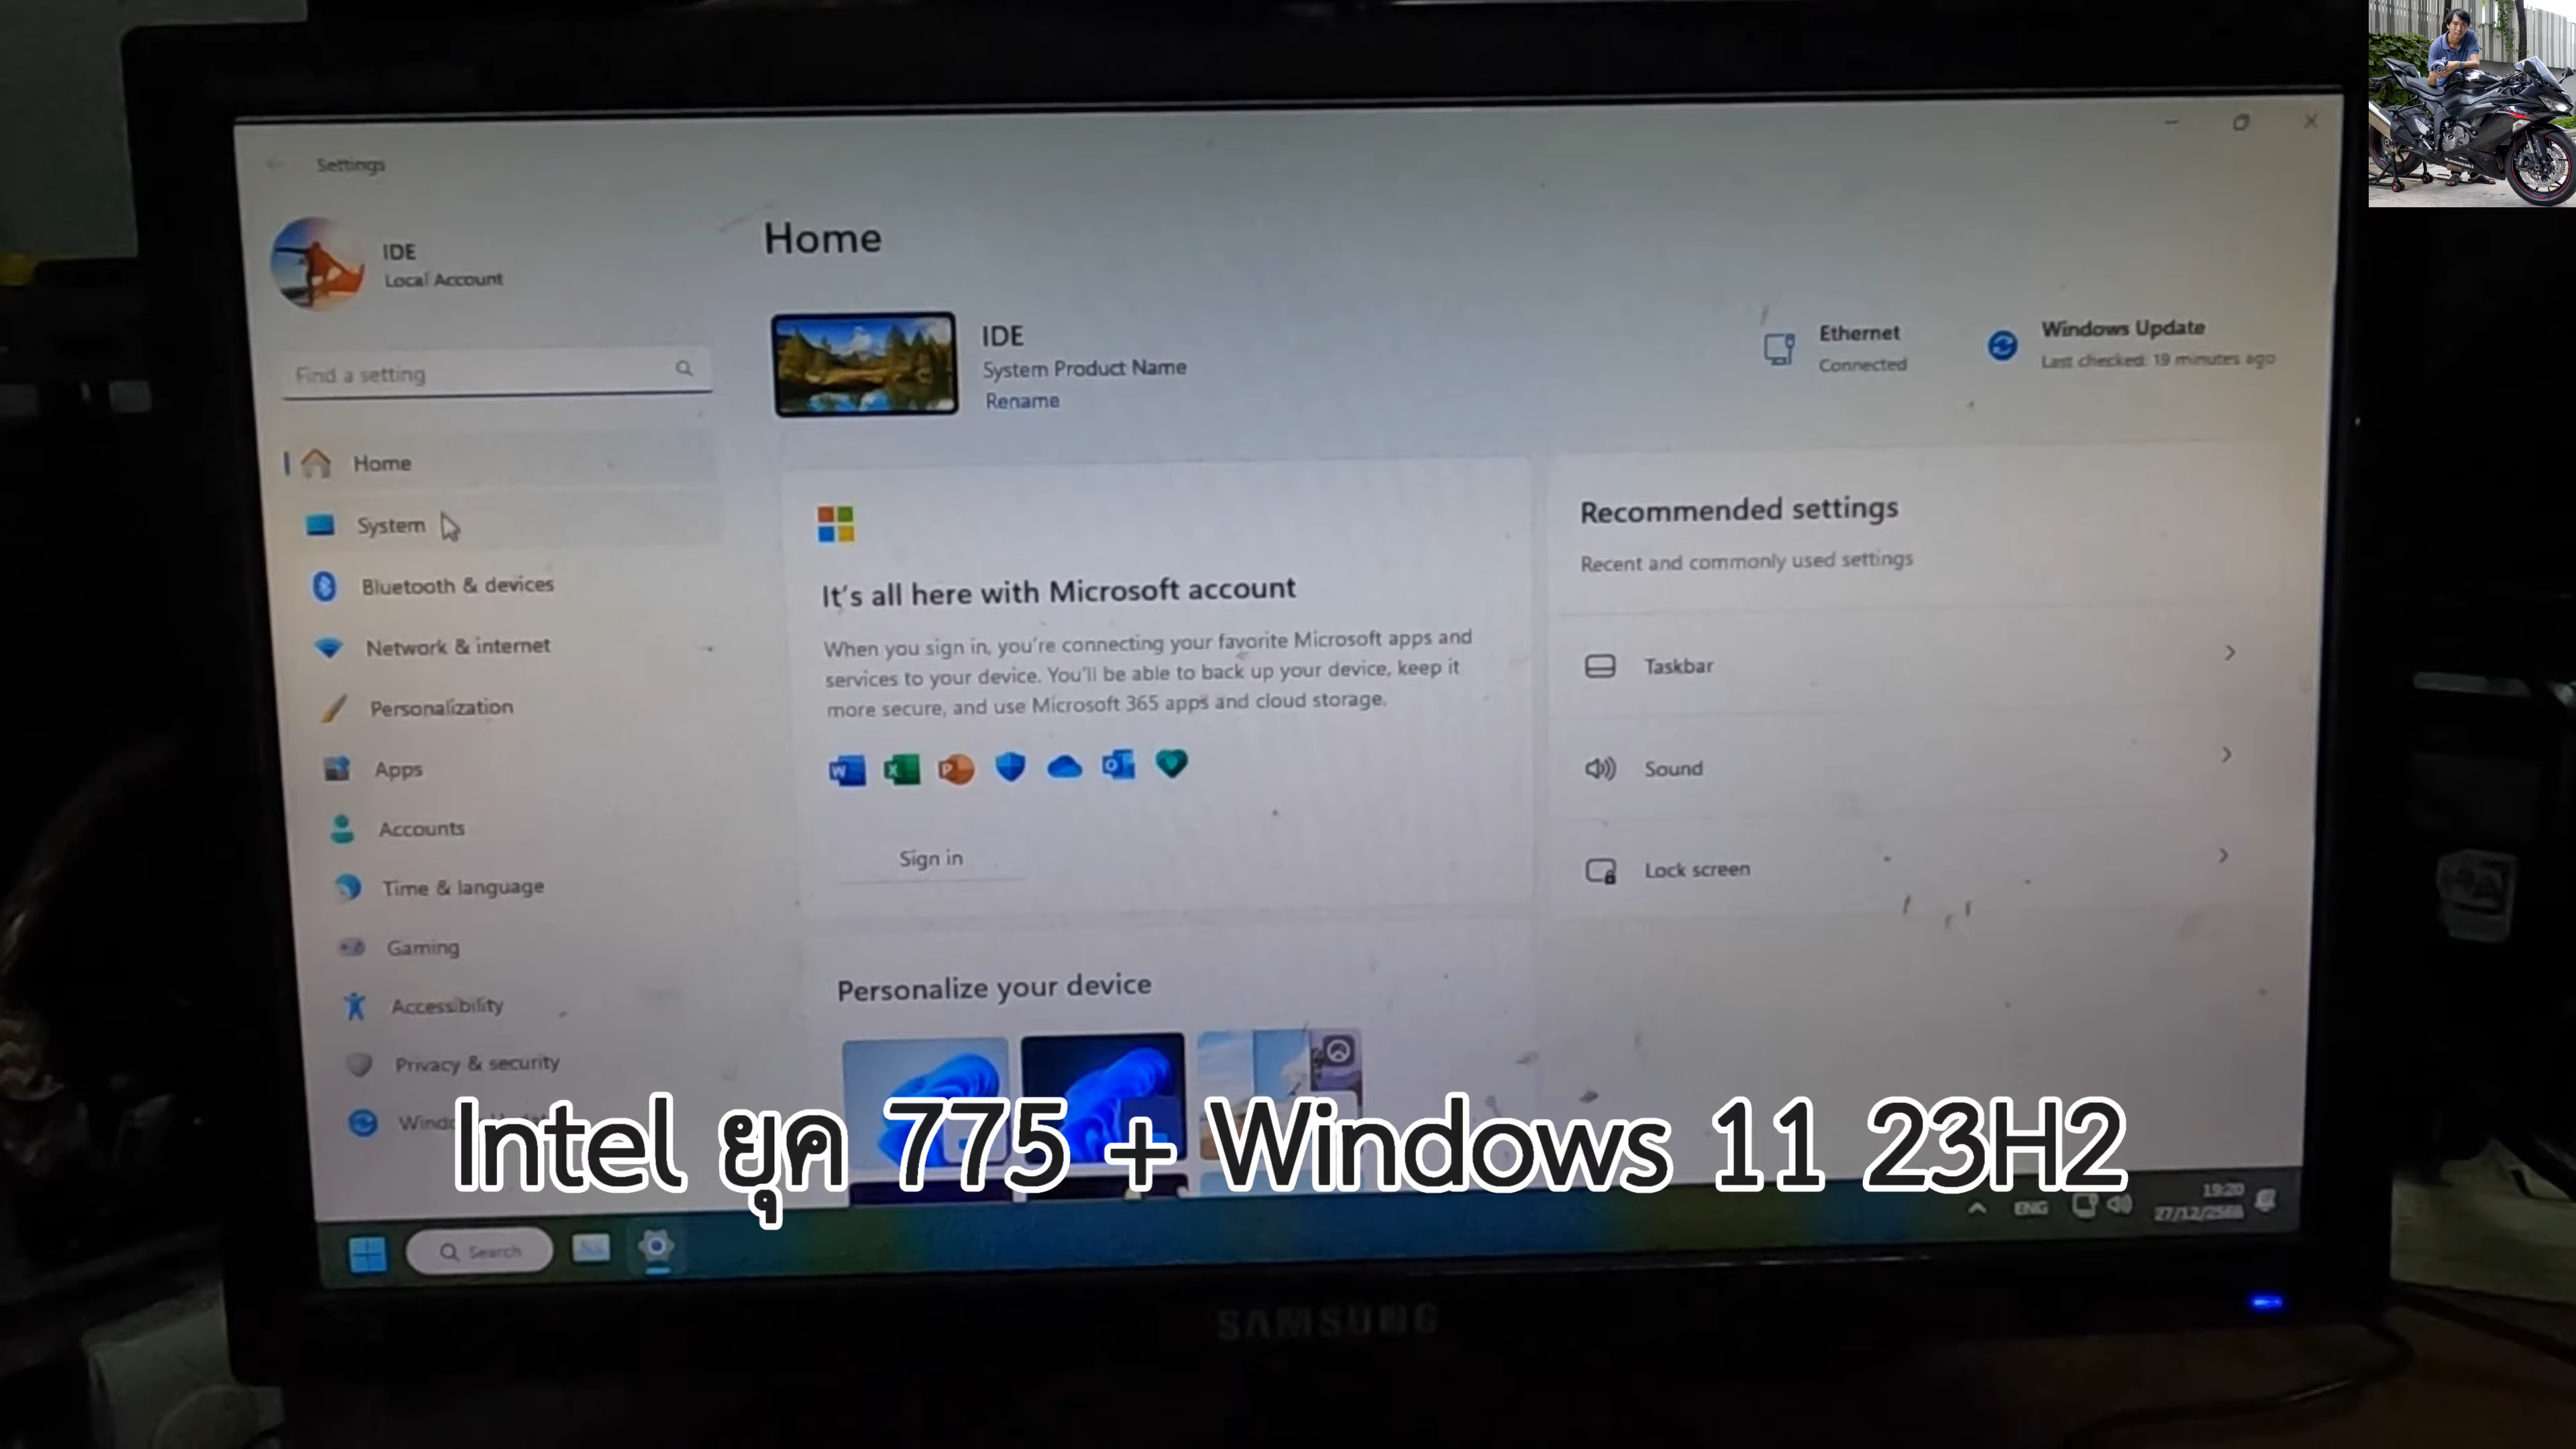 Settings
IDE
Local Account
Find a setting
Home
System
Bluetooth & devices
Network & internet
Personalization
Apps
Accounts
Time & language
Gaming
Accessibility
Privacy & security
Home
IDE
System Product Name
Rename
Ethernet
Connected
Windows Update
Last checked: 19 minutes ago
It's all here with Microsoft account
When you sign in, you're connecting your favorite Microsoft apps and
services to your device. You'll be able to back up your device, keep it
more secure, and use Microsoft 365 apps and cloud storage.
Sign in
Recommended settings
Recent and commonly used settings
Taskbar
Sound
Lock screen
Personalize your device
Intel ยุค 775 + Windows 11 23H2
Search
ENG
19:20
27/12/2568
SAMSUNG